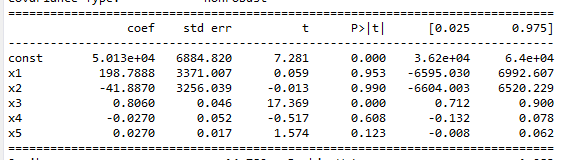 Covariance Type: nonrobust
==============================================================================
coef std err t P>|t| [0.025 0.975]
------------------------------------------------------------------------------
const 5.013e+04 6884.820 7.281 0.000 3.62e+04 6.4e+04
x1 198.7888 3371.007 0.059 0.953 -6595.030 6992.607
x2 -41.8870 3256.039 -0.013 0.990 -6604.003 6520.229
x3 0.8060 0.046 17.369 0.000 0.712 0.900
x4 -0.0270 0.052 -0.517 0.608 -0.132 0.078
x5 0.0270 0.017 1.574 0.123 -0.008 0.062
==============================================================================